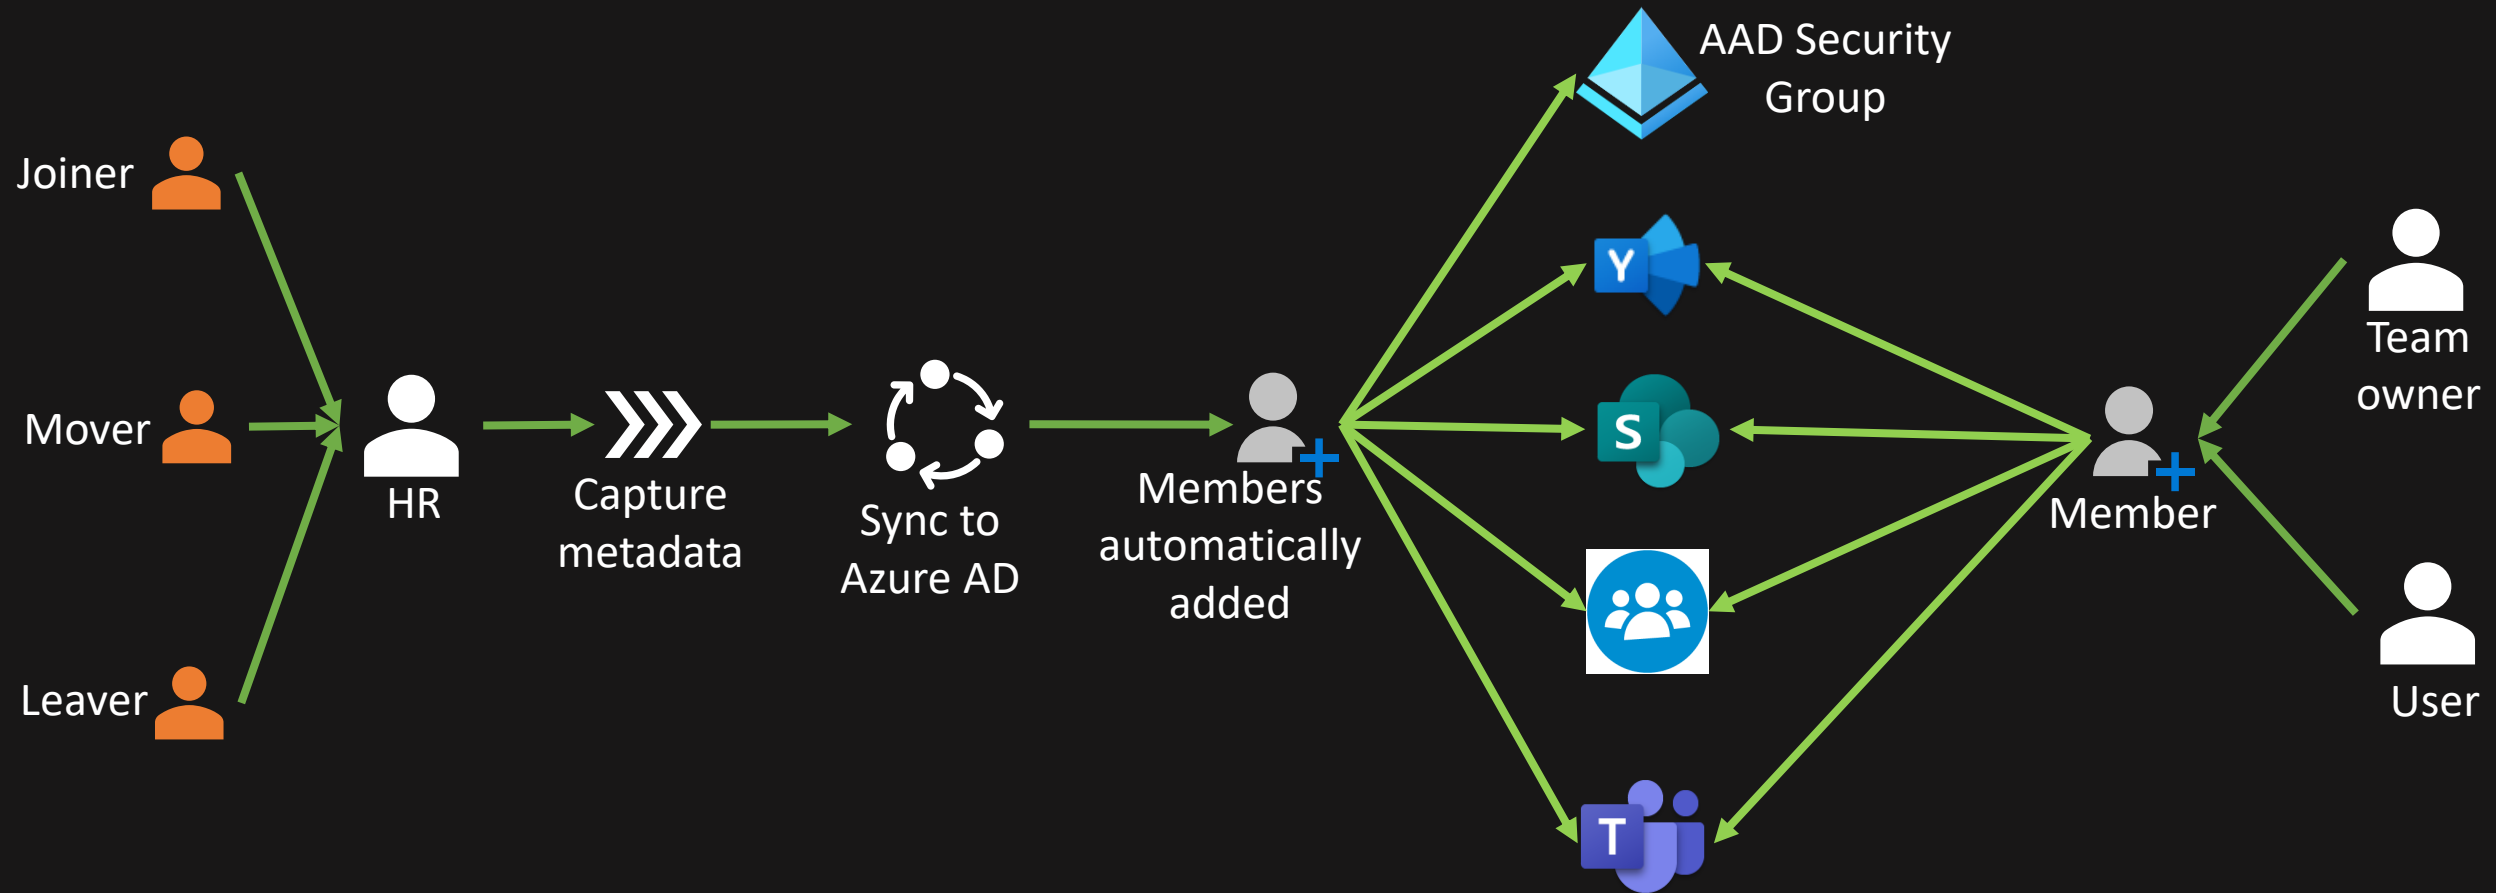 AAD Security
Group
Joiner
Y
Team
owner
Mover
S
HR
Capture
metadata
Sync to
Azure AD
Members
automatically
added
Member
Leaver
User
T